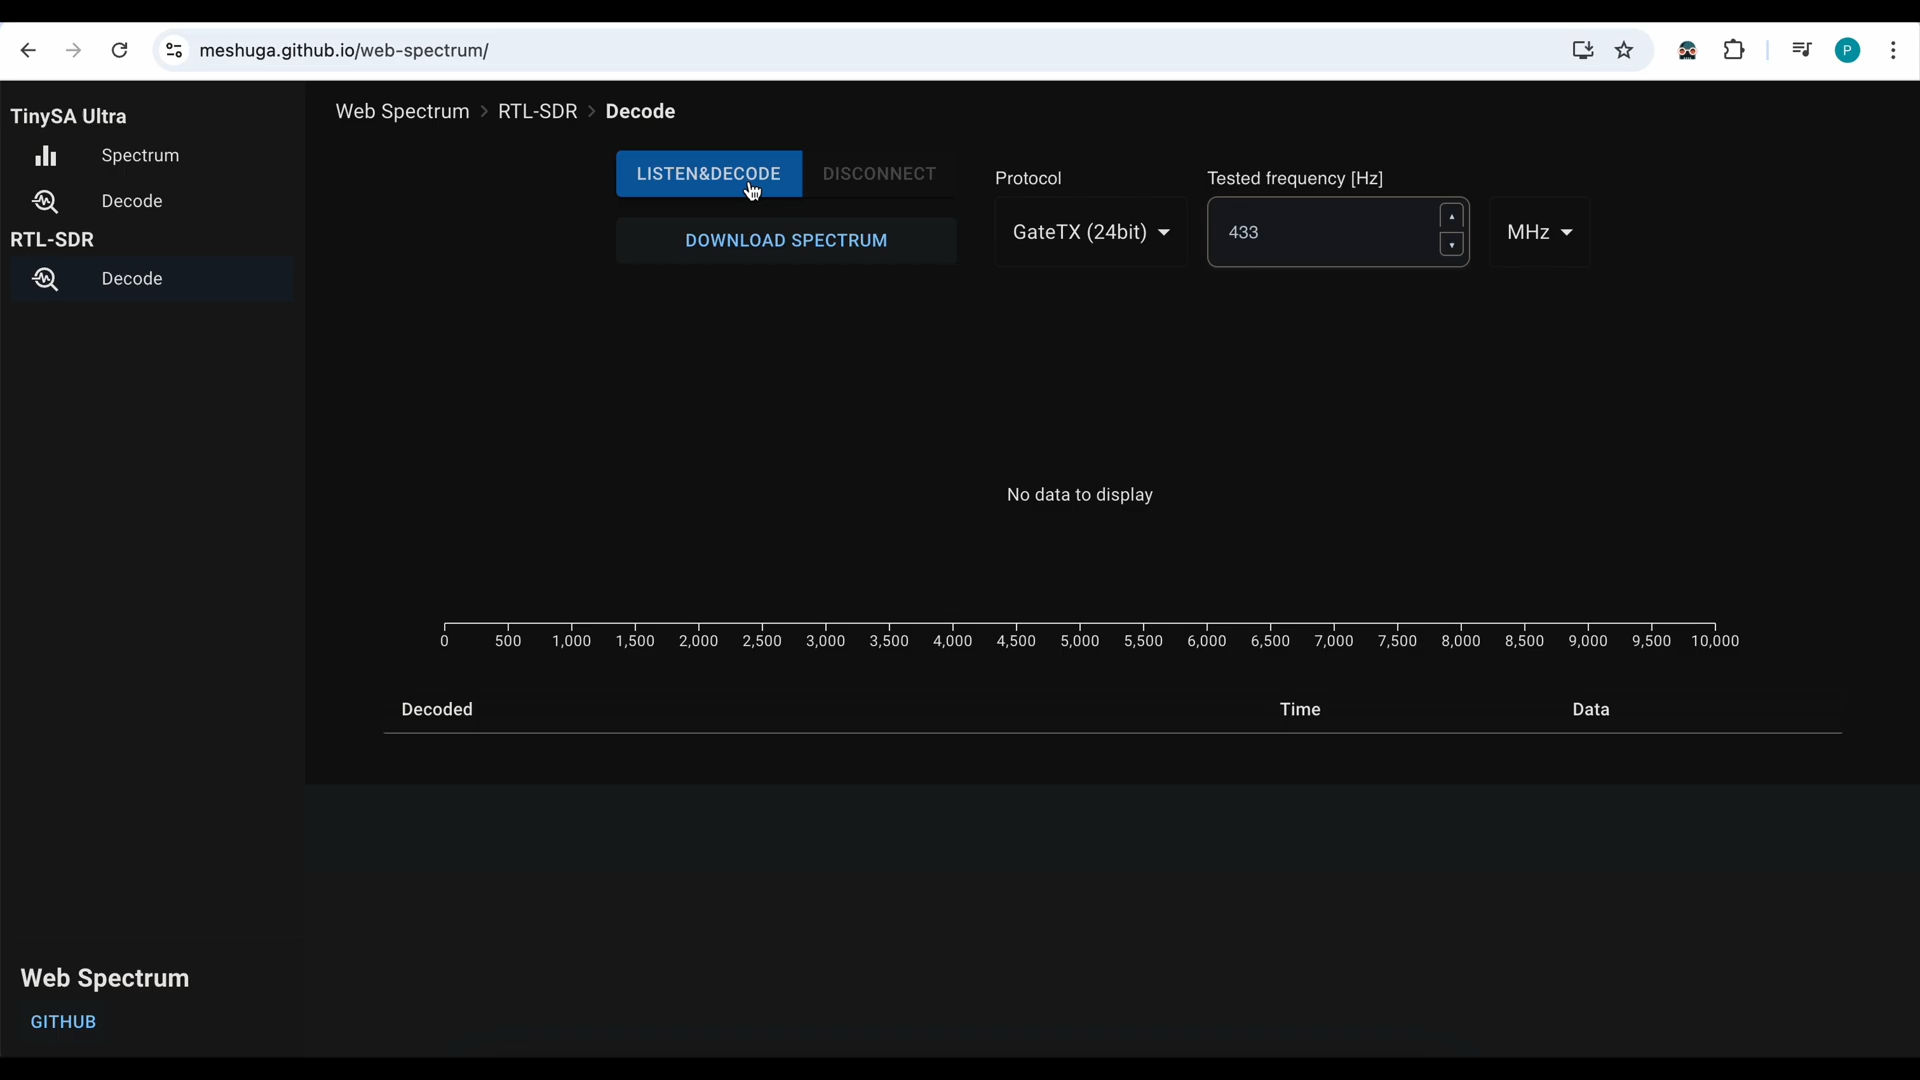 meshuga.github.io/web-spectrum/
P
TinySA Ultra
Spectrum
Decode
RTL-SDR
Decode
Web Spectrum > RTL-SDR > Decode
LISTEN&DECODE DISCONNECT
DOWNLOAD SPECTRUM
Protocol
GateTX (24bit)
Tested frequency [Hz]
433
MHz
No data to display
0 500 1,000 1,500 2,000 2,500 3,000 3,500 4,000 4,500 5,000 5,500 6,000 6,500 7,000 7,500 8,000 8,500 9,000 9,500 10,000
Decoded Time Data
Web Spectrum
GITHUB